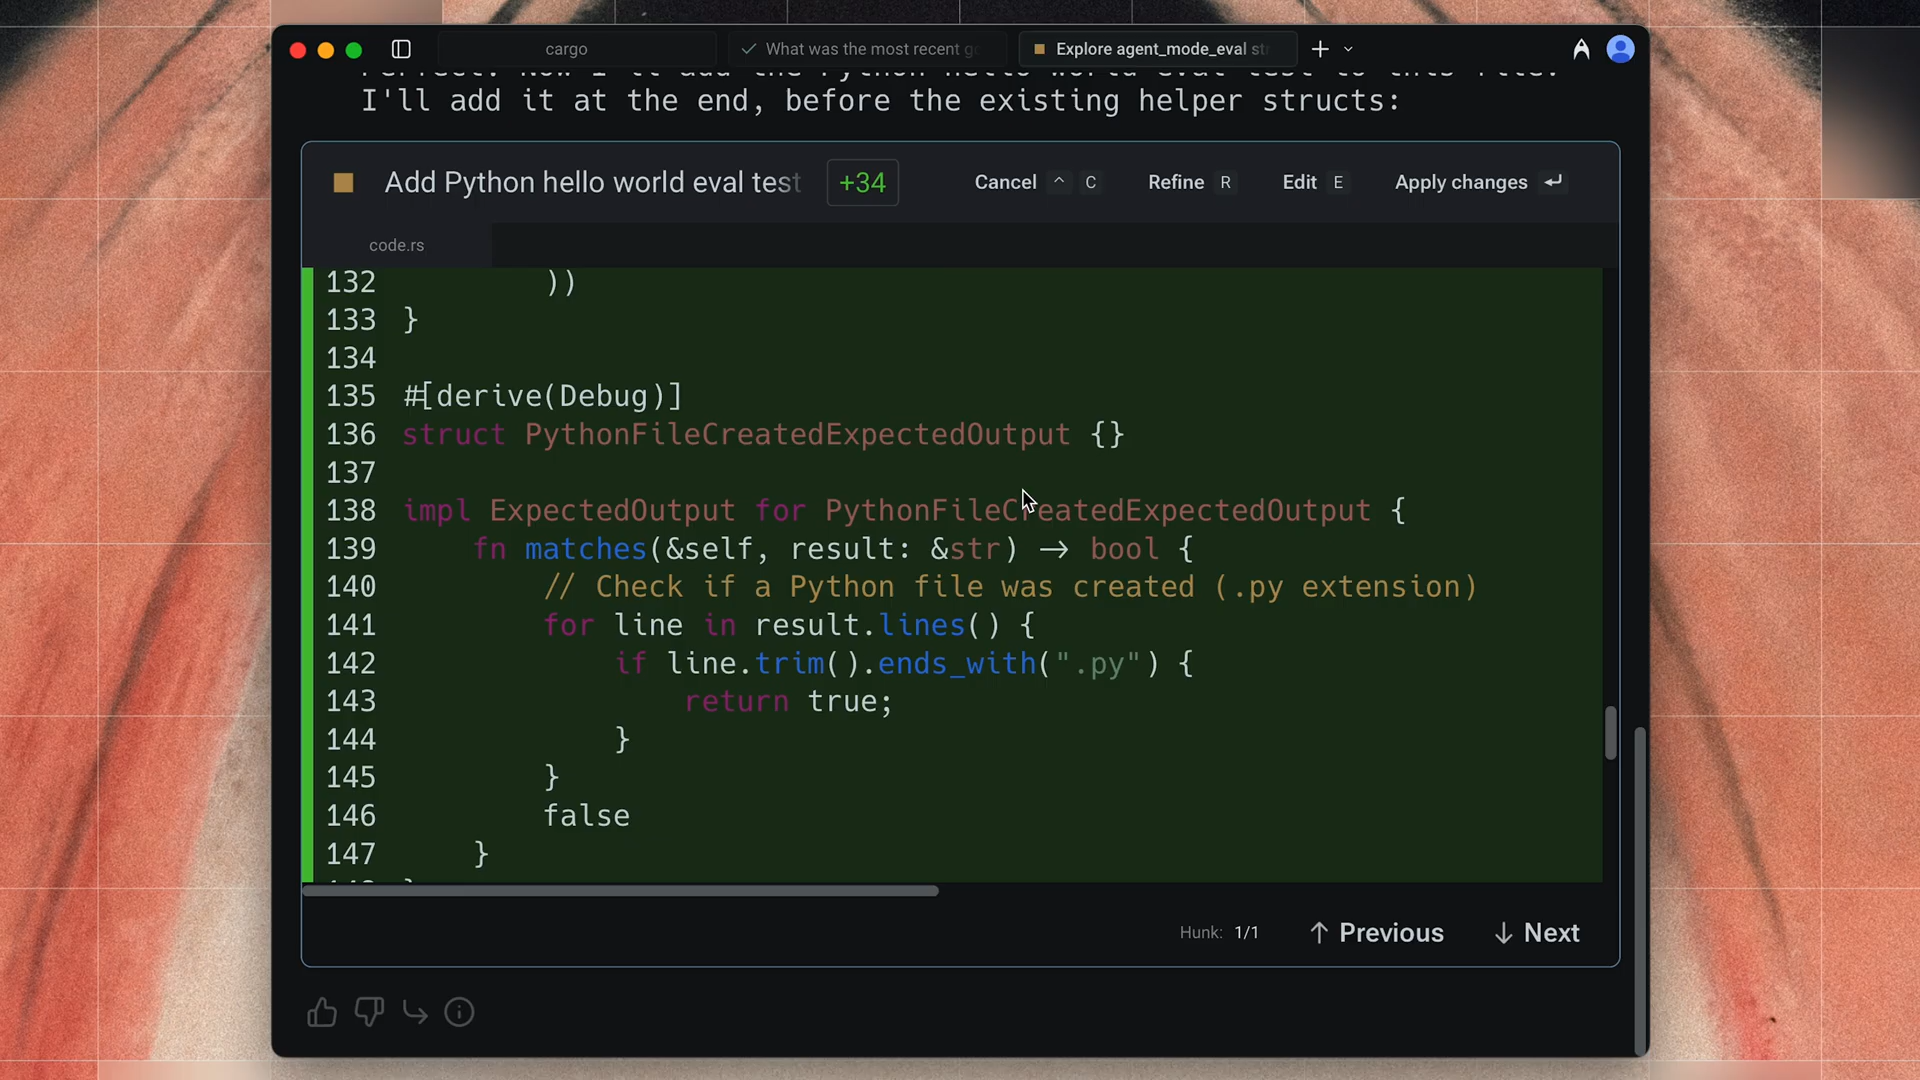 cargo
What was the most recent g
Explore agent_mode_eval st
I'll add it at the end, before the existing helper structs:
Add Python hello world eval test
+34
Cancel ^ C
Refine R
Edit E
Apply changes
code.rs
132 ))
133 }
134
135 #[derive(Debug)]
136 struct PythonFileCreatedExpectedOutput {}
137
138 impl ExpectedOutput for PythonFileCreatedExpectedOutput {
139 fn matches(&self, result: &str) → bool {
140 // Check if a Python file was created (.py extension)
141 for line in result.lines() {
142 if line.trim().ends_with(".py") {
143 return true;
144 }
145 }
146 false
147 }
Hunk: 1/1
↑ Previous
↓ Next